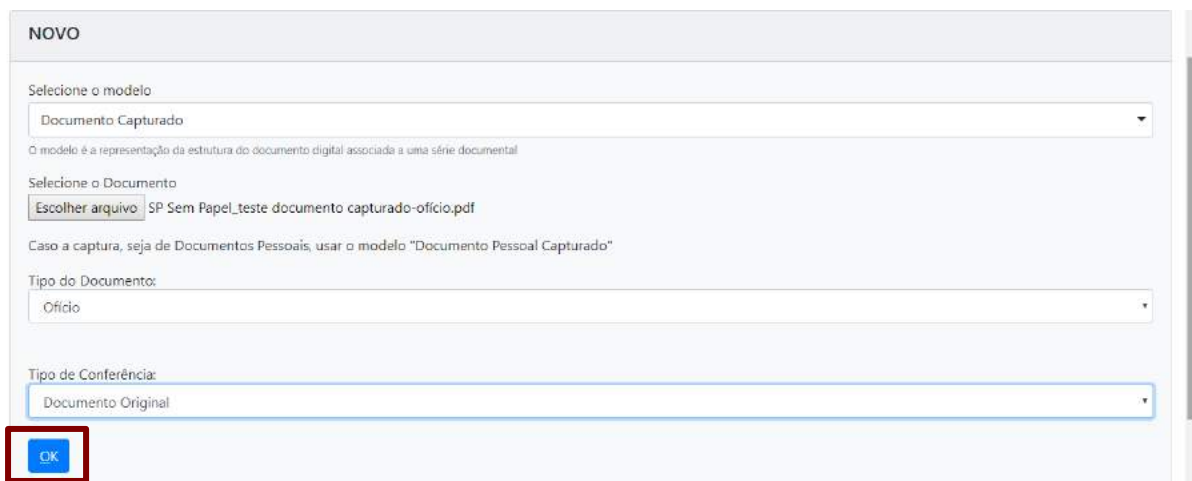 NOVO
Selecione o modelo
Documento Capturado
O modelo é a representação da estrutura do documento digital associada a uma série documental
Selecione o Documento
Escolher arquivo SP Sem Papel_teste documento capturado-ofício.pdf
Caso a captura, seja de Documentos Pessoais, usar o modelo "Documento Pessoal Capturado"
Tipo do Documento:
Ofício
Tipo de Conferência:
Documento Original
OK